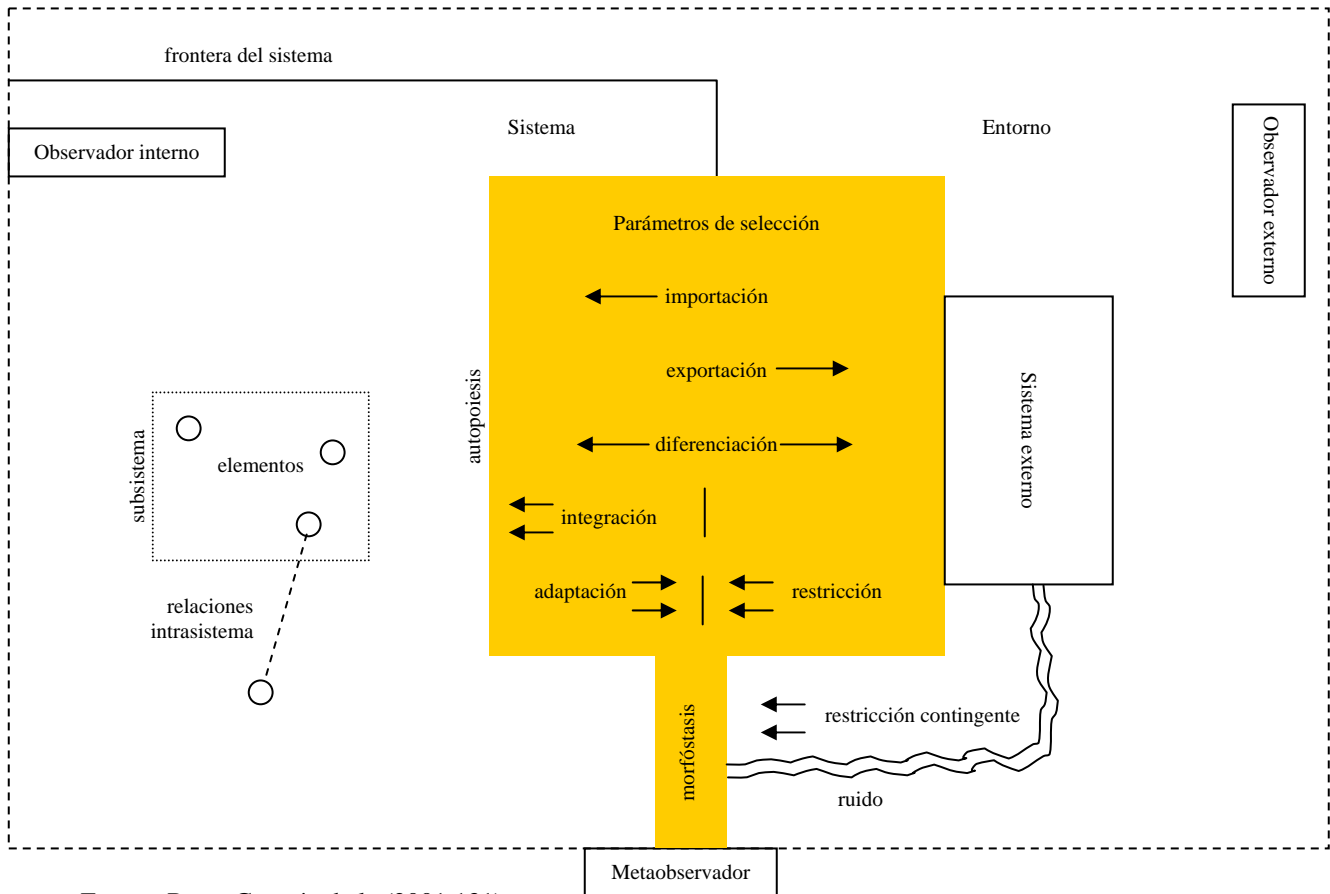 frontera del sistema
Sistema
Entorno
Observador interno
Observador externo
Parámetros de selección
importación
exportación
diferenciación
autopoiesis
integración
adaptación
restricción
Sistema externo
subsistema
elementos
relaciones
intrasistema
morfóstasis
restricción contingente
ruido
Metaobservador